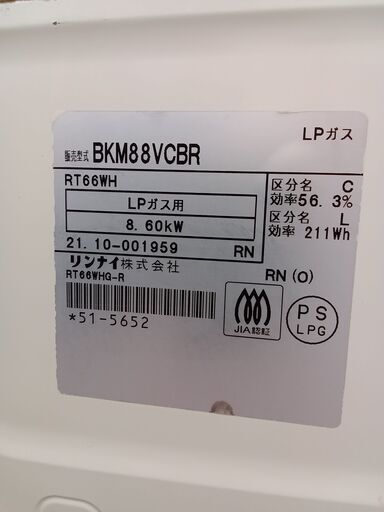 LPガス
販売型式 BKM88VCBR
RT66WH
LPガス用
8.60kW
21.10-001959 RN
区分名 C
効率56.3%
区分名 L
効率 211Wh
リンナイ株式会社
RT66WHG-R
RN(O)
*51-5652
JIA認証
PS
LPG